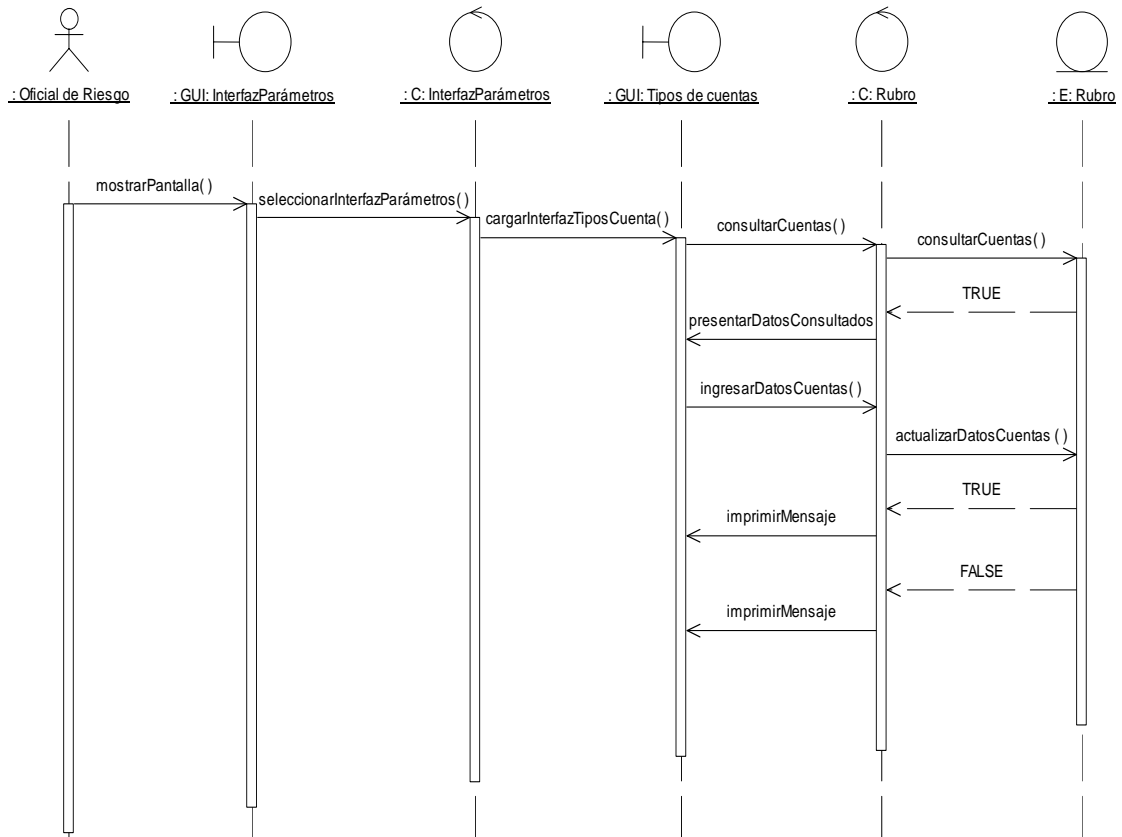 : Oficial de Riesgo
: GUI: InterfazParámetros
: C: InterfazParámetros
: GUI: Tipos de cuentas
: C: Rubro
: E: Rubro
mostrarPantalla( )
seleccionarInterfazParámetros( )
cargarInterfazTiposCuenta( )
consultarCuentas( )
consultarCuentas( )
TRUE
presentarDatosConsultados
ingresarDatosCuentas( )
actualizarDatosCuentas ( )
TRUE
imprimirMensaje
FALSE
imprimirMensaje